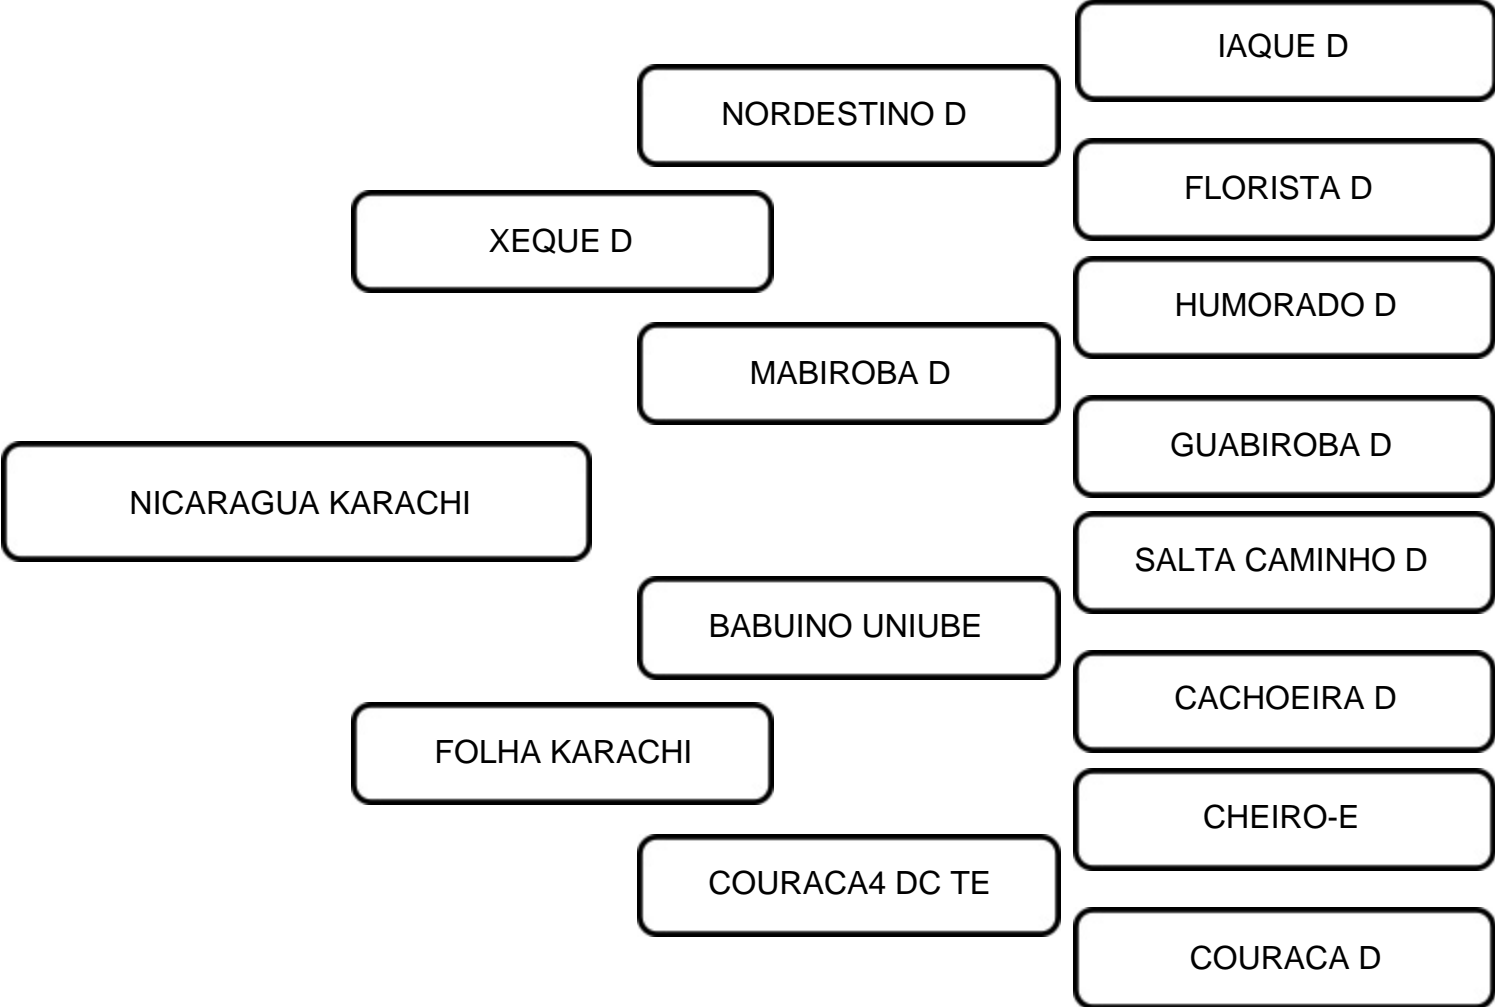 IAQUE D
NORDESTINO D
FLORISTA D
XEQUE D
HUMORADO D
MABIROBA D
GUABIROBA D
NICARAGUA KARACHI
SALTA CAMINHO D
BABUINO UNIUBE
CACHOEIRA D
FOLHA KARACHI
CHEIRO-E
COURACA4 DC TE
COURACA D